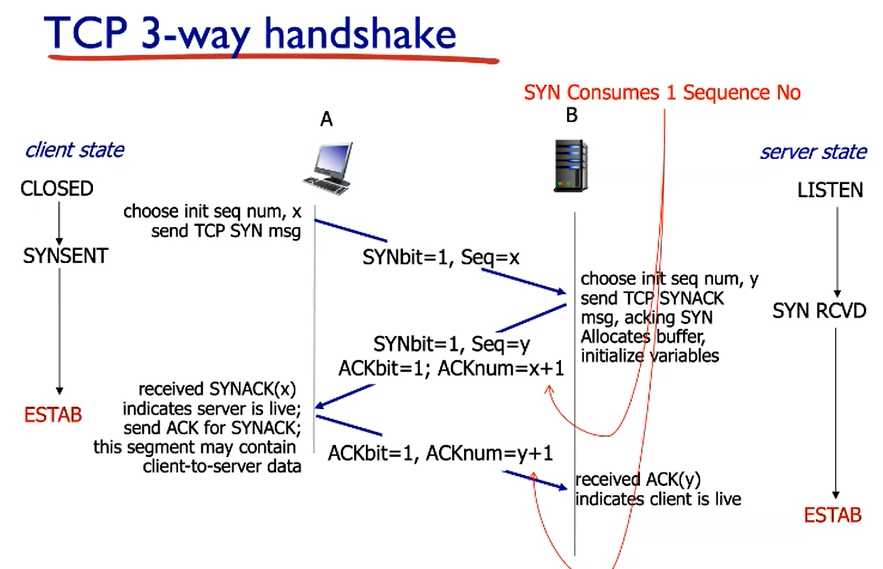 TCP 3-way handshake
SYN Consumes 1 Sequence No
A
B
client state
server state
CLOSED
LISTEN
choose init seq num, x
send TCP SYN msg
SYNSENT
SYNbit=1, Seq=x
choose init seq num, y
send TCP SYNACK
msg, acking SYN
Allocates buffer,
initialize variables
SYN RCVD
SYNbit=1, Seq=y
ACKbit=1; ACKnum=x+1
received SYNACK(x)
indicates server is live;
send ACK for SYNACK;
this segment may contain
client-to-server data
ESTAB
ACKbit=1, ACKnum=y+1
received ACK(y)
indicates client is live
ESTAB